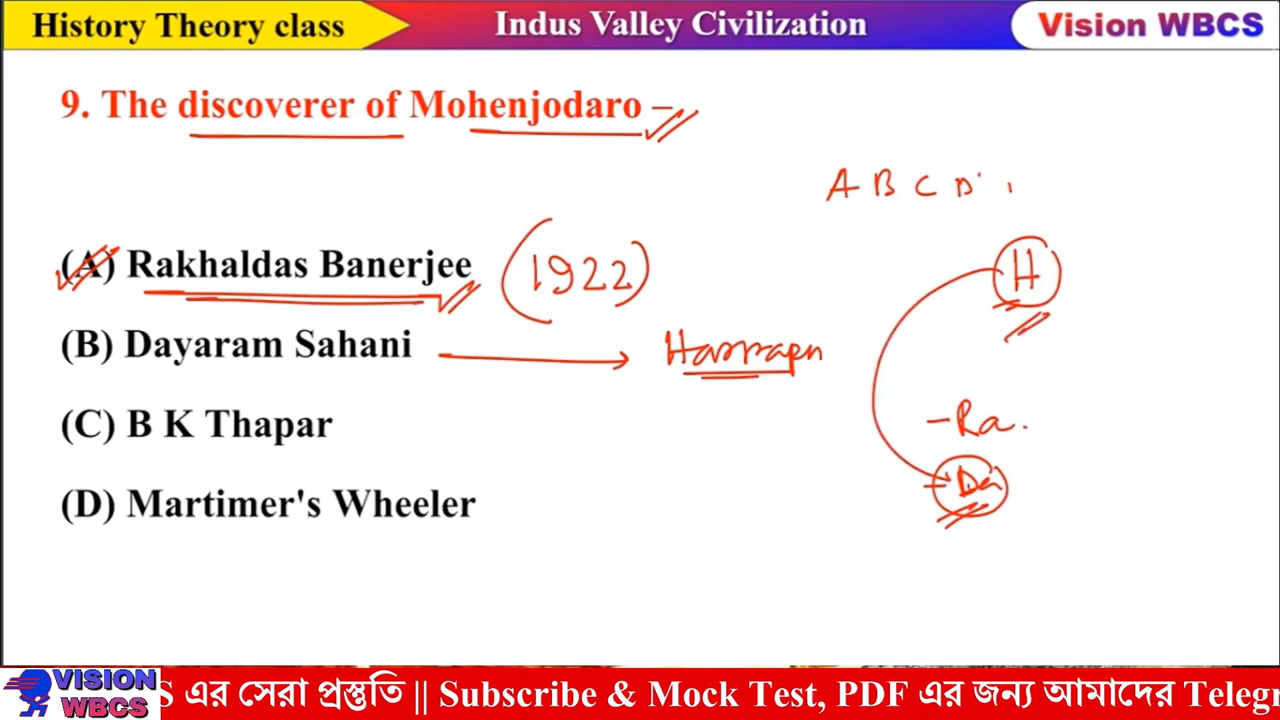 History Theory class
Indus Valley Civilization
Vision WBCS
9. The discoverer of Mohenjodaro –
A B C D
(A) Rakhaldas Banerjee (1922)
H
(B) Dayaram Sahani
(C) B K Thapar
-Ra.
Da
(D) Martimer's Wheeler
VISION
WBCS
S এর সেরা প্রস্তুতি || Subscribe & Mock Test, PDF এর জন্য আমাদের Telegr